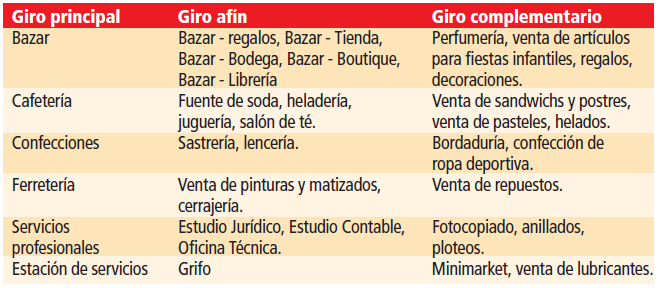 Giro principal Giro afín Giro complementario
Bazar Bazar - regalos, Bazar - Tienda, Perfumería, venta de artículos
Bazar - Bodega, Bazar - Boutique, para fiestas infantiles, regalos,
Bazar - Librería decoraciones.
Cafetería Fuente de soda, heladería, Venta de sandwichs y postres,
juguería, salón de té. venta de pasteles, helados.
Confecciones Sastrería, lencería. Bordaduría, confección de
ropa deportiva.
Ferretería Venta de pinturas y matizados, Venta de repuestos.
cerrajería.
Servicios Estudio Jurídico, Estudio Contable, Fotocopiado, anillados,
profesionales Oficina Técnica. ploteos.
Estación de servicios Grifo Minimarket, venta de lubricantes.